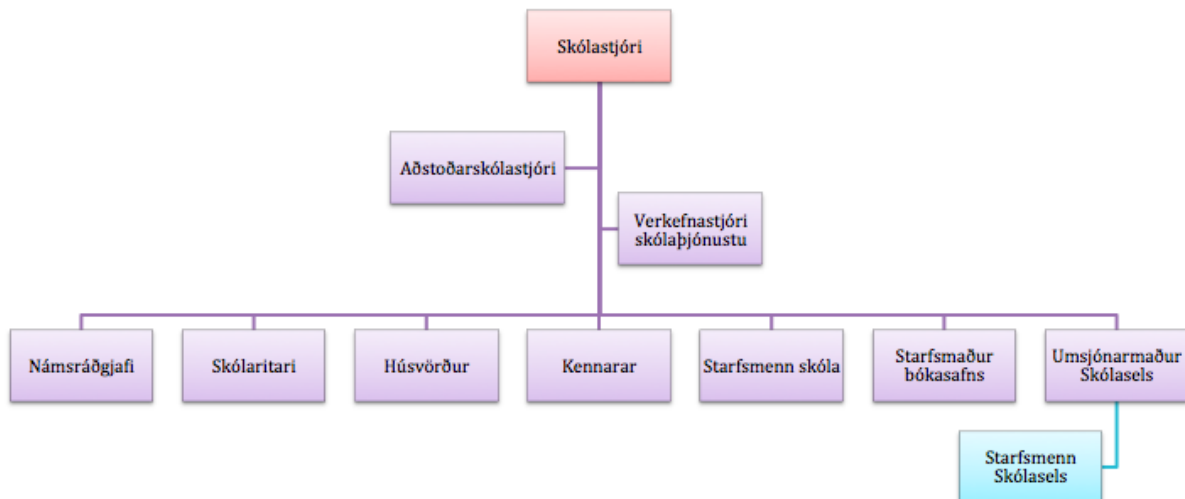 Skólastjóri
Aðstoðarskólastjóri
Verkefnastjóri
skólaþjónustu
Námsráðgjafi
Skólaritari
Húsvörður
Kennarar
Starfsmenn skóla
Starfsmaður
bókasafns
Umsjónarmaður
Skólasels
Starfsmenn
Skólasels